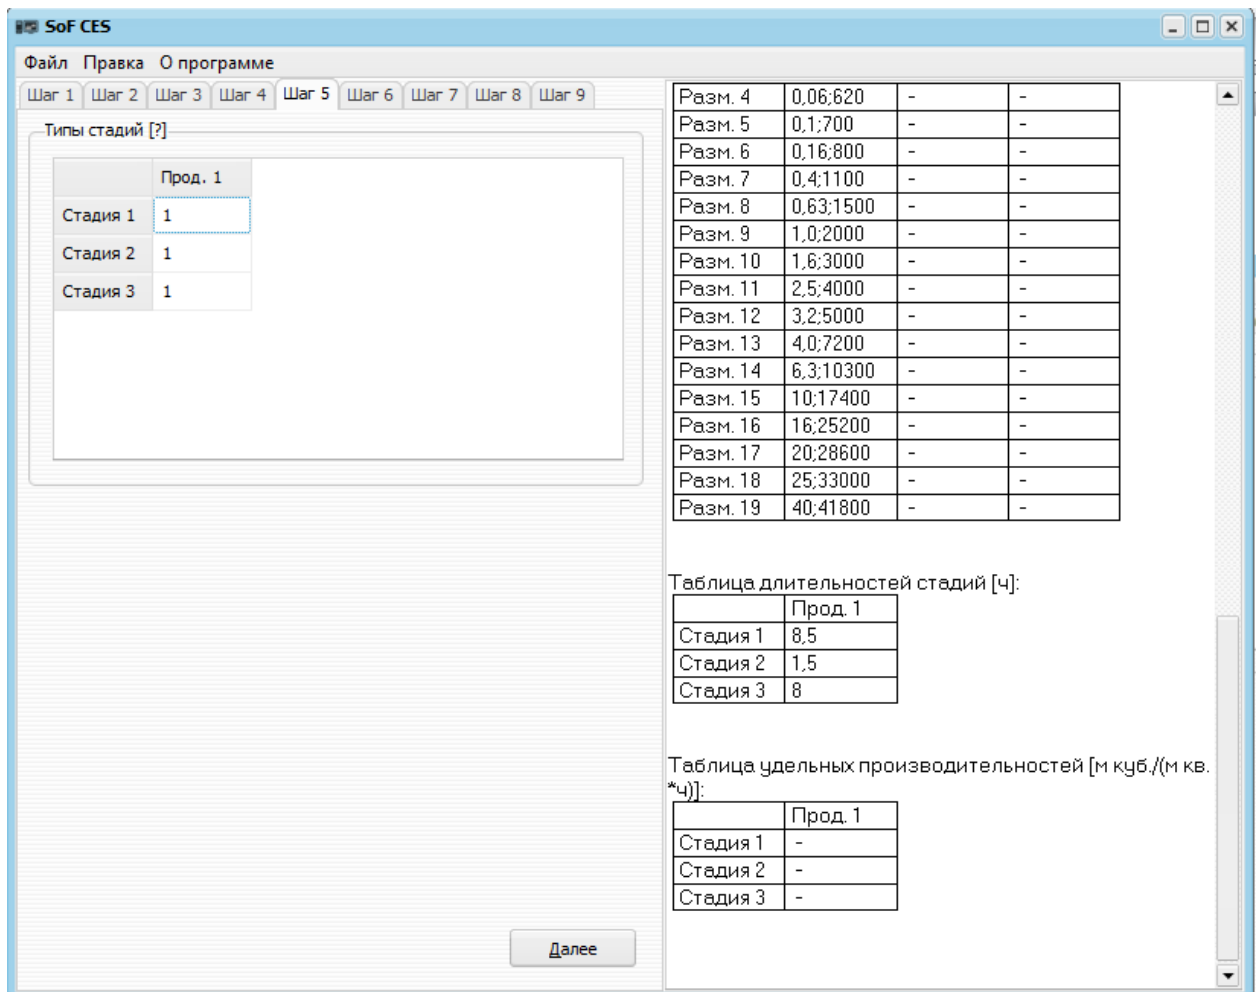 SoF CES
Файл Правка О программе
Шаг 1 Шаг 2 Шаг 3 Шаг 4 Шаг 5 Шаг 6 Шаг 7 Шаг 8 Шаг 9
Типы стадий [?]
Прод. 1
Стадия 1 1
Стадия 2 1
Стадия 3 1
Далее
Разм. 4 0,06;620 - -
Разм. 5 0,1;700 - -
Разм. 6 0,16;800 - -
Разм. 7 0,4;1100 - -
Разм. 8 0,63;1500 - -
Разм. 9 1,0;2000 - -
Разм. 10 1,6;3000 - -
Разм. 11 2,5;4000 - -
Разм. 12 3,2;5000 - -
Разм. 13 4,0;7200 - -
Разм. 14 6,3;10300 - -
Разм. 15 10;17400 - -
Разм. 16 16;25200 - -
Разм. 17 20;28600 - -
Разм. 18 25;33000 - -
Разм. 19 40;41800 - -
Таблица длительностей стадий [ч]:
Прод. 1
Стадия 1 8,5
Стадия 2 1,5
Стадия 3 8
Таблица удельных производительностей [м куб./(м кв.
*ч)]:
Прод. 1
Стадия 1 -
Стадия 2 -
Стадия 3 -